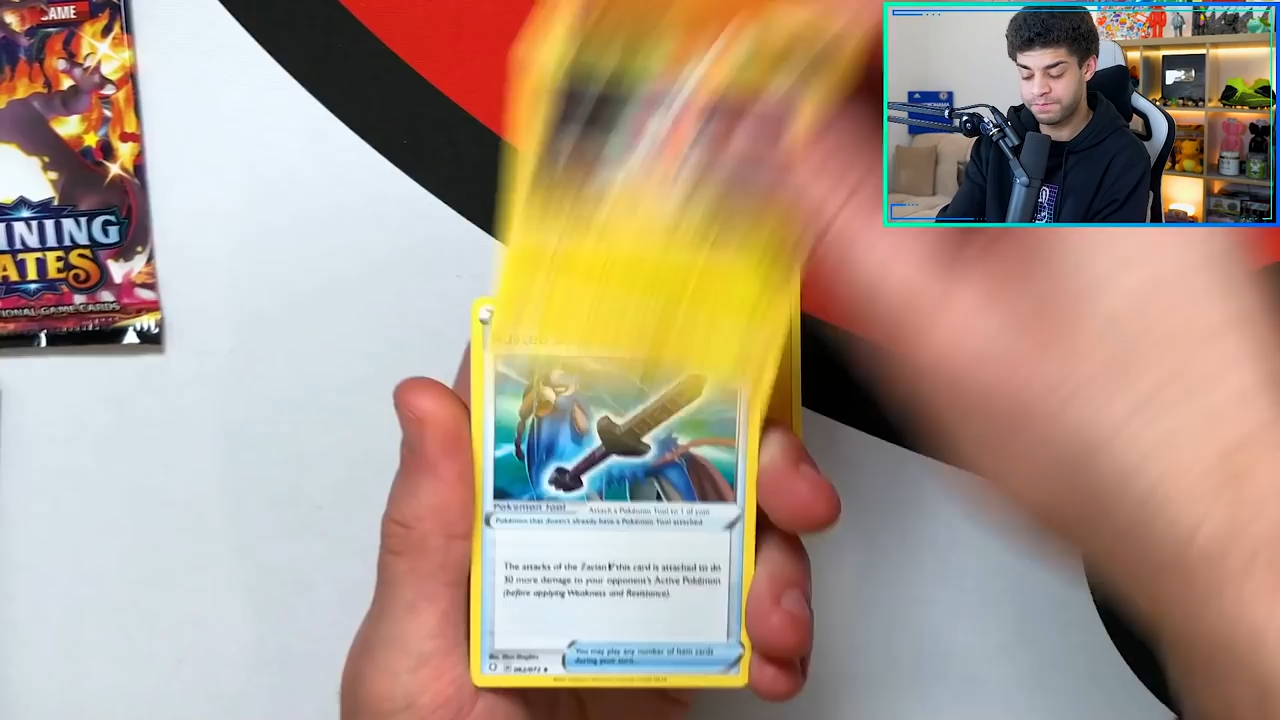 GAME
INING
ATES
IONAL GAME CARDS
Pokémon Tool
Attach a Pokémon Tool to 1 of your
Pokémon that doesn't already have a Pokémon Tool attached.
The attacks of the Zacian V this card is attached to do
30 more damage to your opponent's Active Pokémon
(before applying Weakness and Resistance).
You may play any number of Item cards
during your turn.
062/072